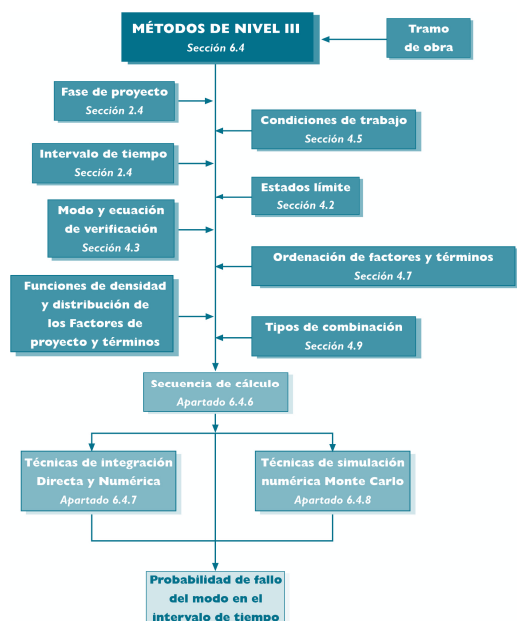 MÉTODOS DE NIVEL III
Sección 6.4
Tramo
de obra
Fase de proyecto
Sección 2.4
Condiciones de trabajo
Sección 4.5
Intervalo de tiempo
Sección 2.4
Estados límite
Sección 4.2
Modo y ecuación
de verificación
Sección 4.3
Ordenación de factores y términos
Sección 4.7
Funciones de densidad
y distribución de
los Factores de
proyecto y términos
Tipos de combinación
Sección 4.9
Secuencia de cálculo
Apartado 6.4.6
Técnicas de integración
Directa y Numérica
Apartado 6.4.7
Técnicas de simulación
numérica Monte Carlo
Apartado 6.4.8
Probabilidad de fallo
del modo en el
intervalo de tiempo